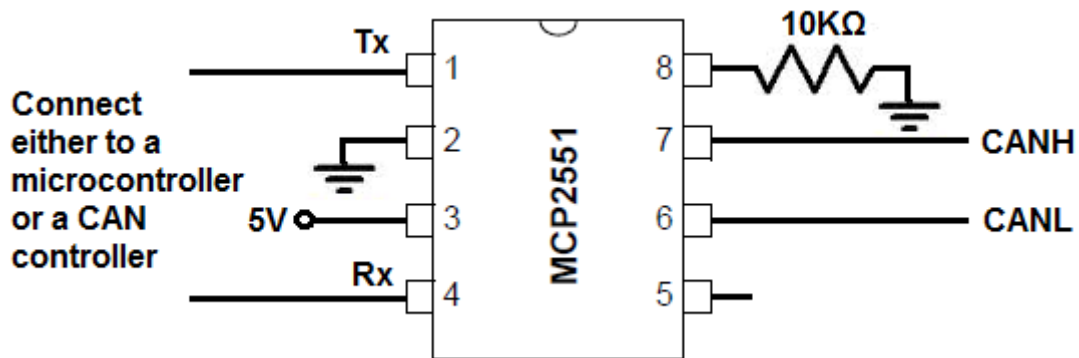 Tx
Connect
either to a
microcontroller
or a CAN
controller
5V
Rx
1
2
3
4
MCP2551
8
7
6
5
10KΩ
CANH
CANL